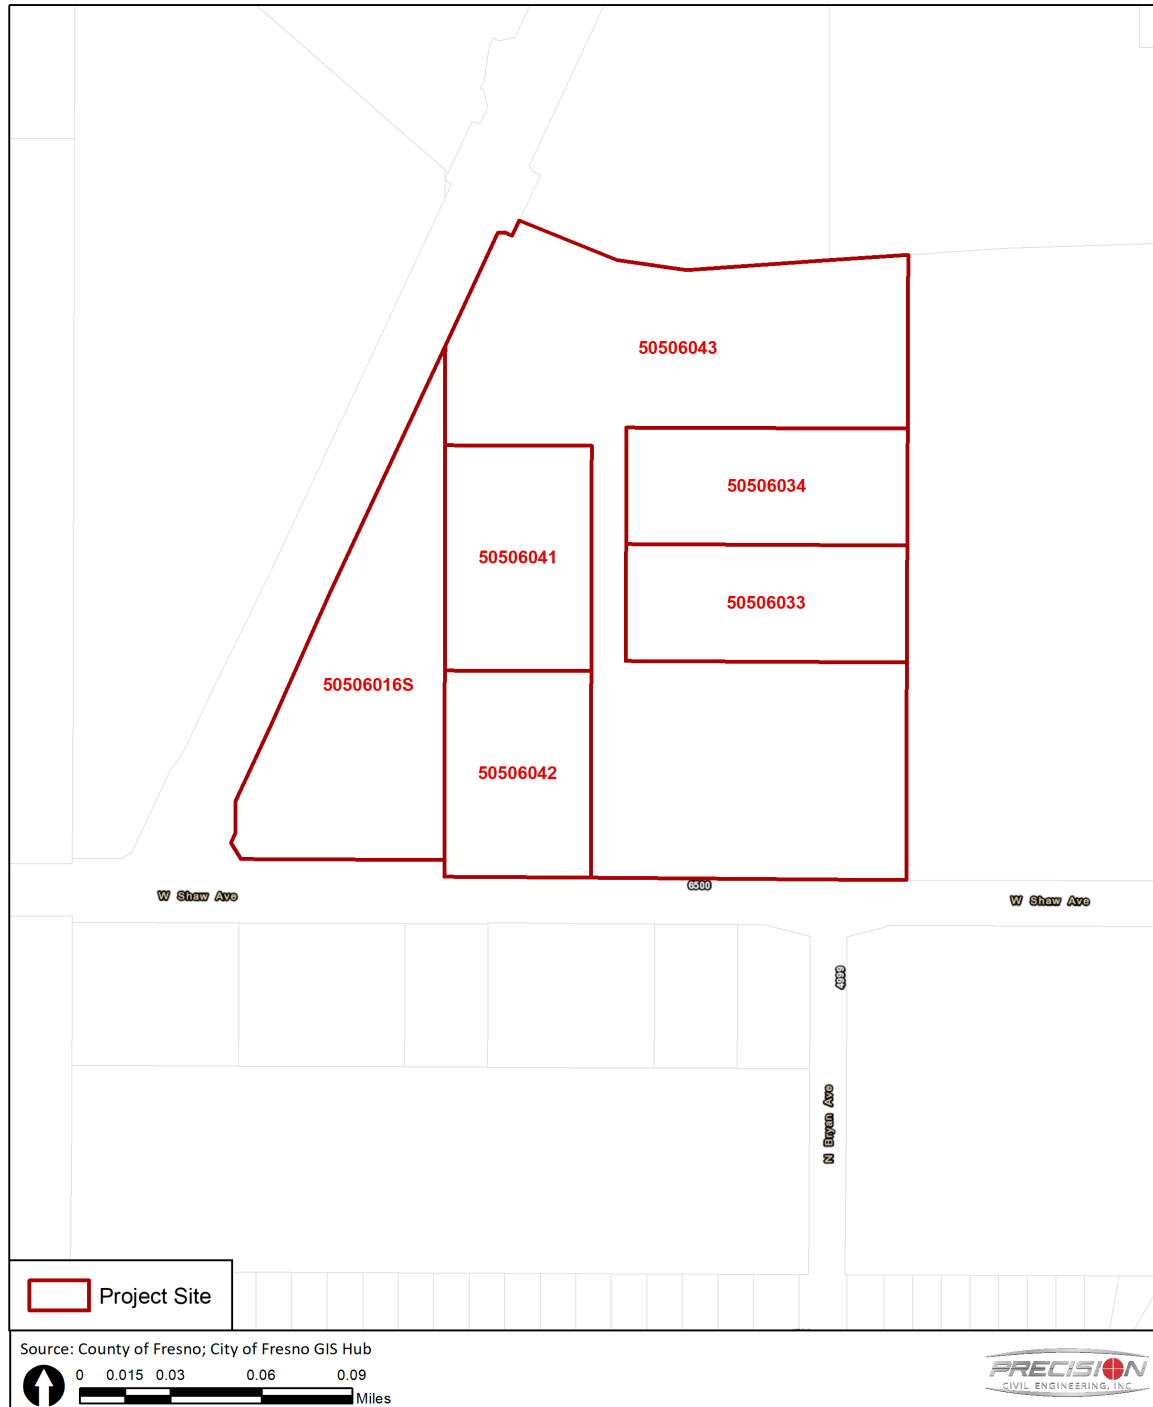 50506043
50506034
50506041
50506033
50506016S
50506042
6500
W Shaw Ave
W Shaw Ave
4999
N Bryan Ave
Project Site
Source: County of Fresno; City of Fresno GIS Hub
0 0.015 0.03 0.06 0.09
Miles
PRECISION
CIVIL ENGINEERING, INC